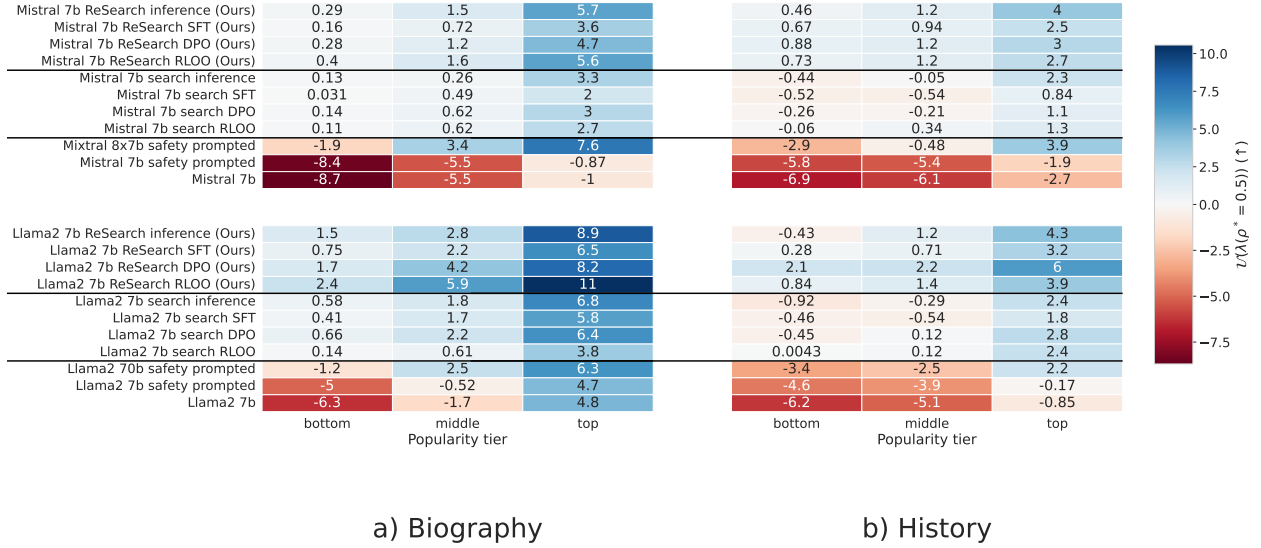 Mistral 7b ReSearch inference (Ours) 0.29 1.5 5.7 0.46 1.2 4
Mistral 7b ReSearch SFT (Ours) 0.16 0.72 3.6 0.67 0.94 2.5
Mistral 7b ReSearch DPO (Ours) 0.28 1.2 4.7 0.88 1.2 3
Mistral 7b ReSearch RLOO (Ours) 0.4 1.6 5.6 0.73 1.2 2.7
Mistral 7b search inference 0.13 0.26 3.3 -0.44 -0.05 2.3
Mistral 7b search SFT 0.031 0.49 2 -0.52 -0.54 0.84
Mistral 7b search DPO 0.14 0.62 3 -0.26 -0.21 1.1
Mistral 7b search RLOO 0.11 0.62 2.7 -0.06 0.34 1.3
Mixtral 8x7b safety prompted -1.9 3.4 7.6 -2.9 -0.48 3.9
Mistral 7b safety prompted -8.4 -5.5 -0.87 -5.8 -5.4 -1.9
Mistral 7b -8.7 -5.5 -1 -6.9 -6.1 -2.7
Llama2 7b ReSearch inference (Ours) 1.5 2.8 8.9 -0.43 1.2 4.3
Llama2 7b ReSearch SFT (Ours) 0.75 2.2 6.5 0.28 0.71 3.2
Llama2 7b ReSearch DPO (Ours) 1.7 4.2 8.2 2.1 2.2 6
Llama2 7b ReSearch RLOO (Ours) 2.4 5.9 11 0.84 1.4 3.9
Llama2 7b search inference 0.58 1.8 6.8 -0.92 -0.29 2.4
Llama2 7b search SFT 0.41 1.7 5.8 -0.46 -0.54 1.8
Llama2 7b search DPO 0.66 2.2 6.4 -0.45 0.12 2.8
Llama2 7b search RLOO 0.14 0.61 3.8 0.0043 0.12 2.4
Llama2 70b safety prompted -1.2 2.5 6.3 -3.4 -2.5 2.2
Llama2 7b safety prompted -5 -0.52 4.7 -4.6 -3.9 -0.17
Llama2 7b -6.3 -1.7 4.8 -6.2 -5.1 -0.85
bottom middle top bottom middle top
Popularity tier Popularity tier
10.0
7.5
5.0
2.5
0.0
−2.5
−5.0
−7.5
𝒰(λ(ρ* = 0.5)) (↑)
a) Biography b) History